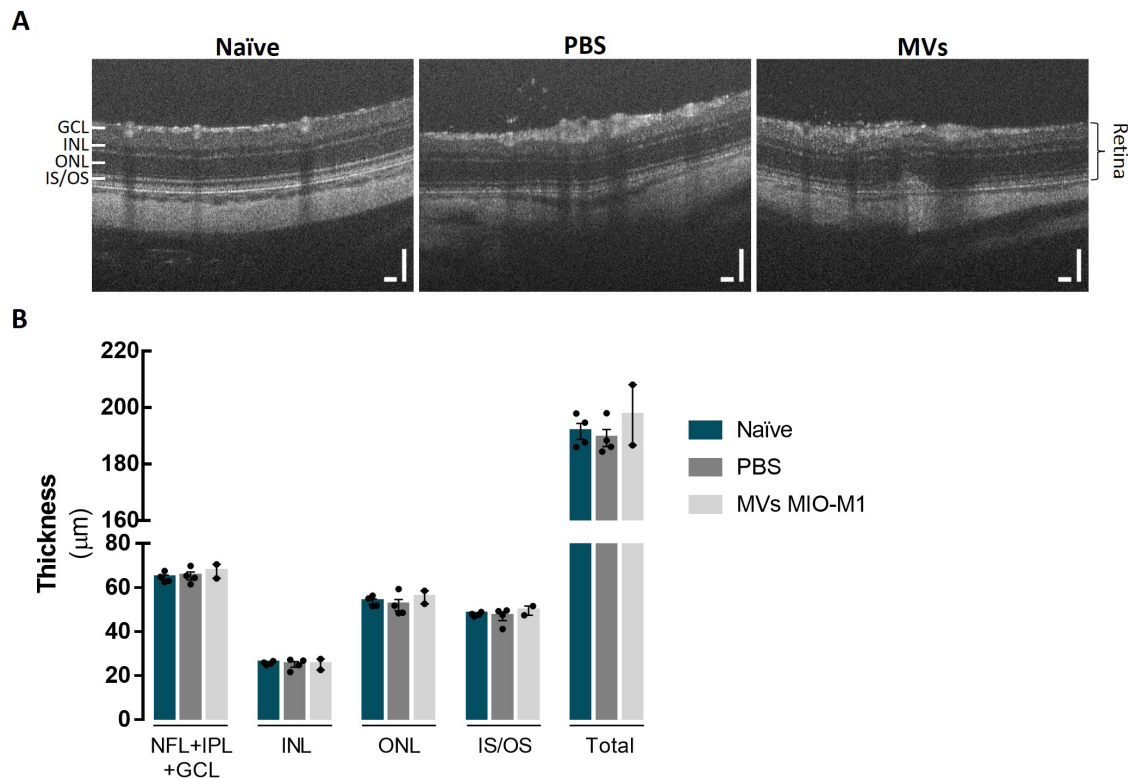 A
Naïve
PBS
MVs
GCL
INL
ONL
IS/OS
Retina
B
220
200
180
160
80
60
40
20
0
Thickness
(μm)
NFL+IPL
+GCL
INL
ONL
IS/OS
Total
Naïve
PBS
MVs MIO-M1